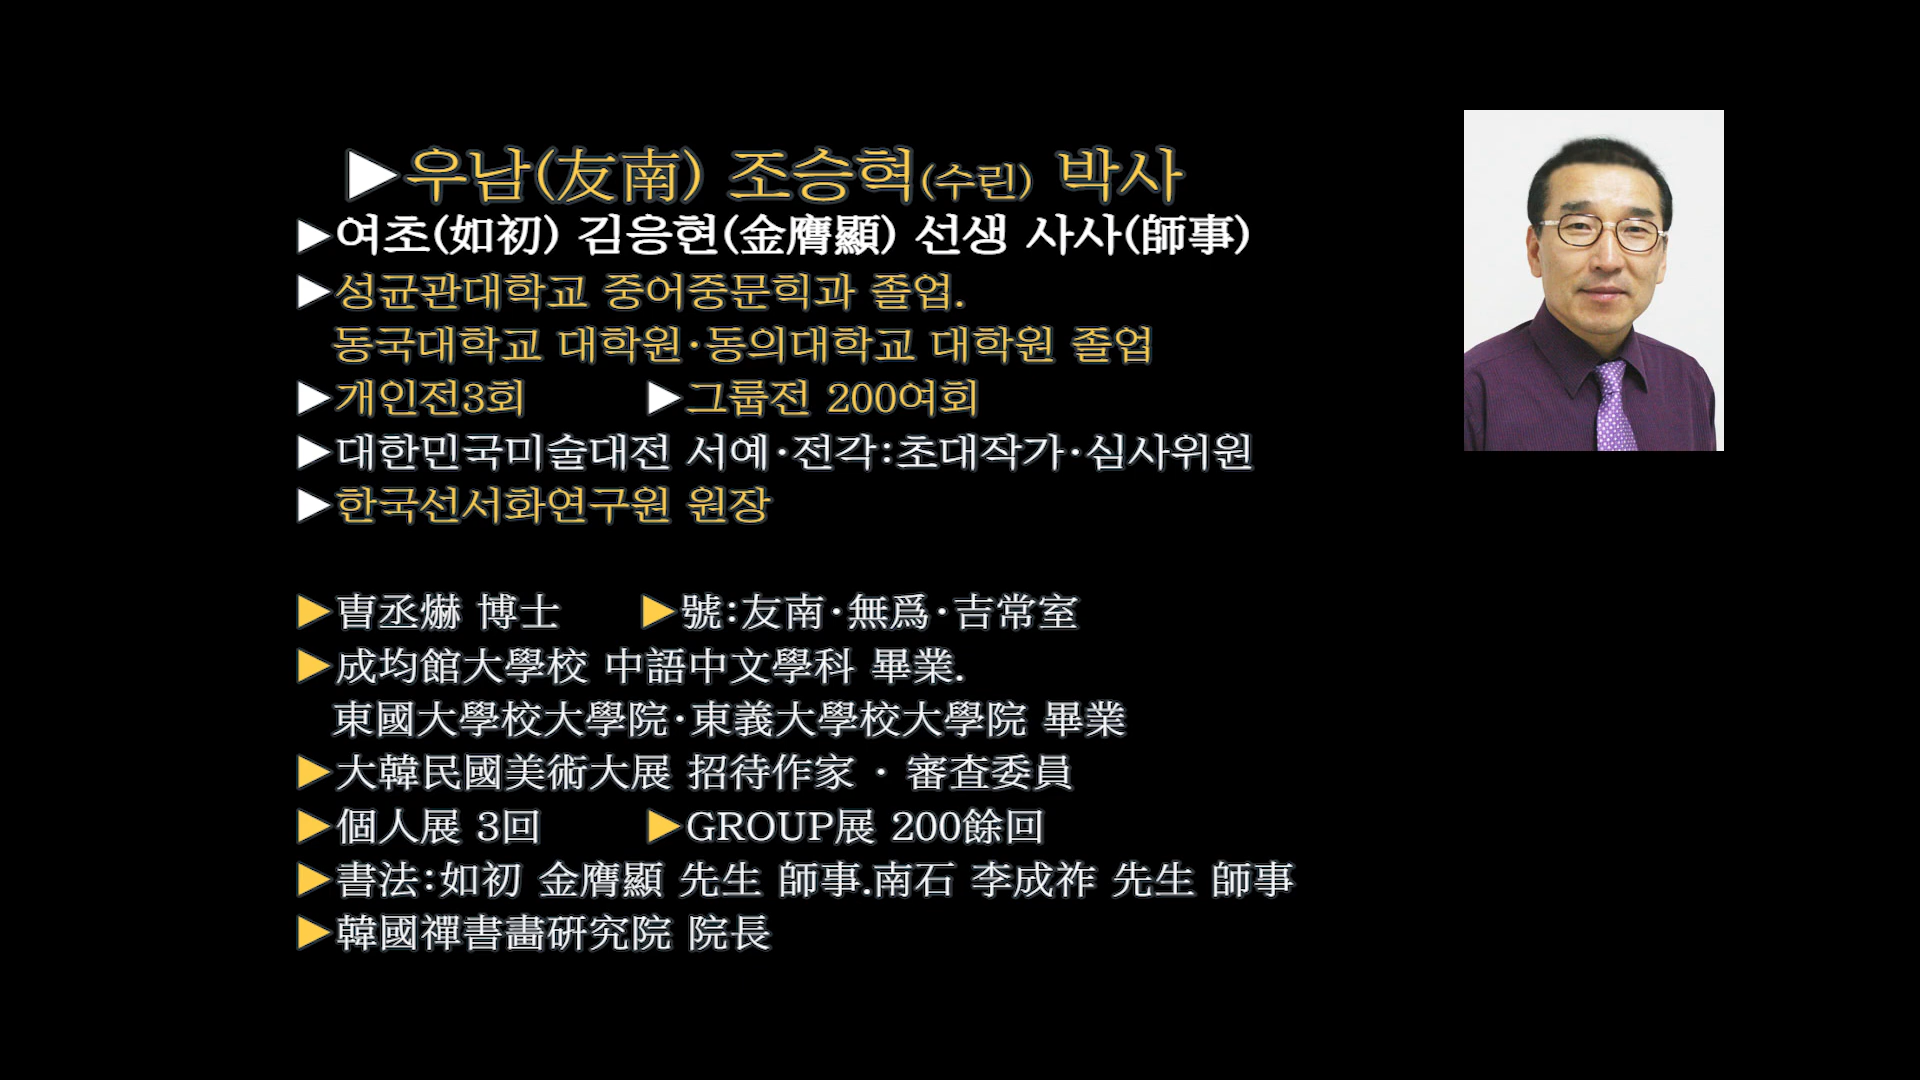 ▶우남(友南) 조승혁(수린) 박사
▶여초(如初) 김응현(金膺顯) 선생 사사(師事)
▶성균관대학교 중어중문힉과 졸업.
동국대학교 대학원·동의대학교 대학원 졸업
▶개인전3회 ▶그룹전 200여회
▶대한민국미술대전 서예·전각:초대작가·심사위원
▶한국선서화연구원 원장
▶曺丞爀 博士 ▶號:友南·無爲·吉常室
▶成均館大學校 中語中文學科 畢業.
東國大學校大學院·東義大學校大學院 畢業
▶大韓民國美術大展 招待作家 · 審査委員
▶個人展 3回 ▶GROUP展 200餘回
▶書法:如初 金膺顯 先生 師事.南石 李成祚 先生 師事
▶韓國禪書畵硏究院 院長